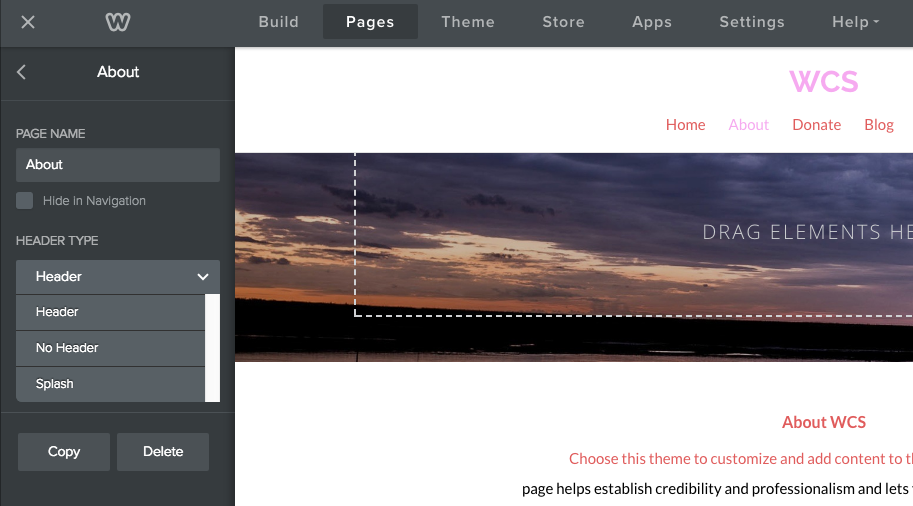 Build Pages Theme Store Apps Settings Help
About
PAGE NAME
About
Hide in Navigation
HEADER TYPE
Header
Header
No Header
Splash
Copy Delete
WCS
Home About Donate Blog
DRAG ELEMENTS HE
About WCS
Choose this theme to customize and add content to th
page helps establish credibility and professionalism and lets